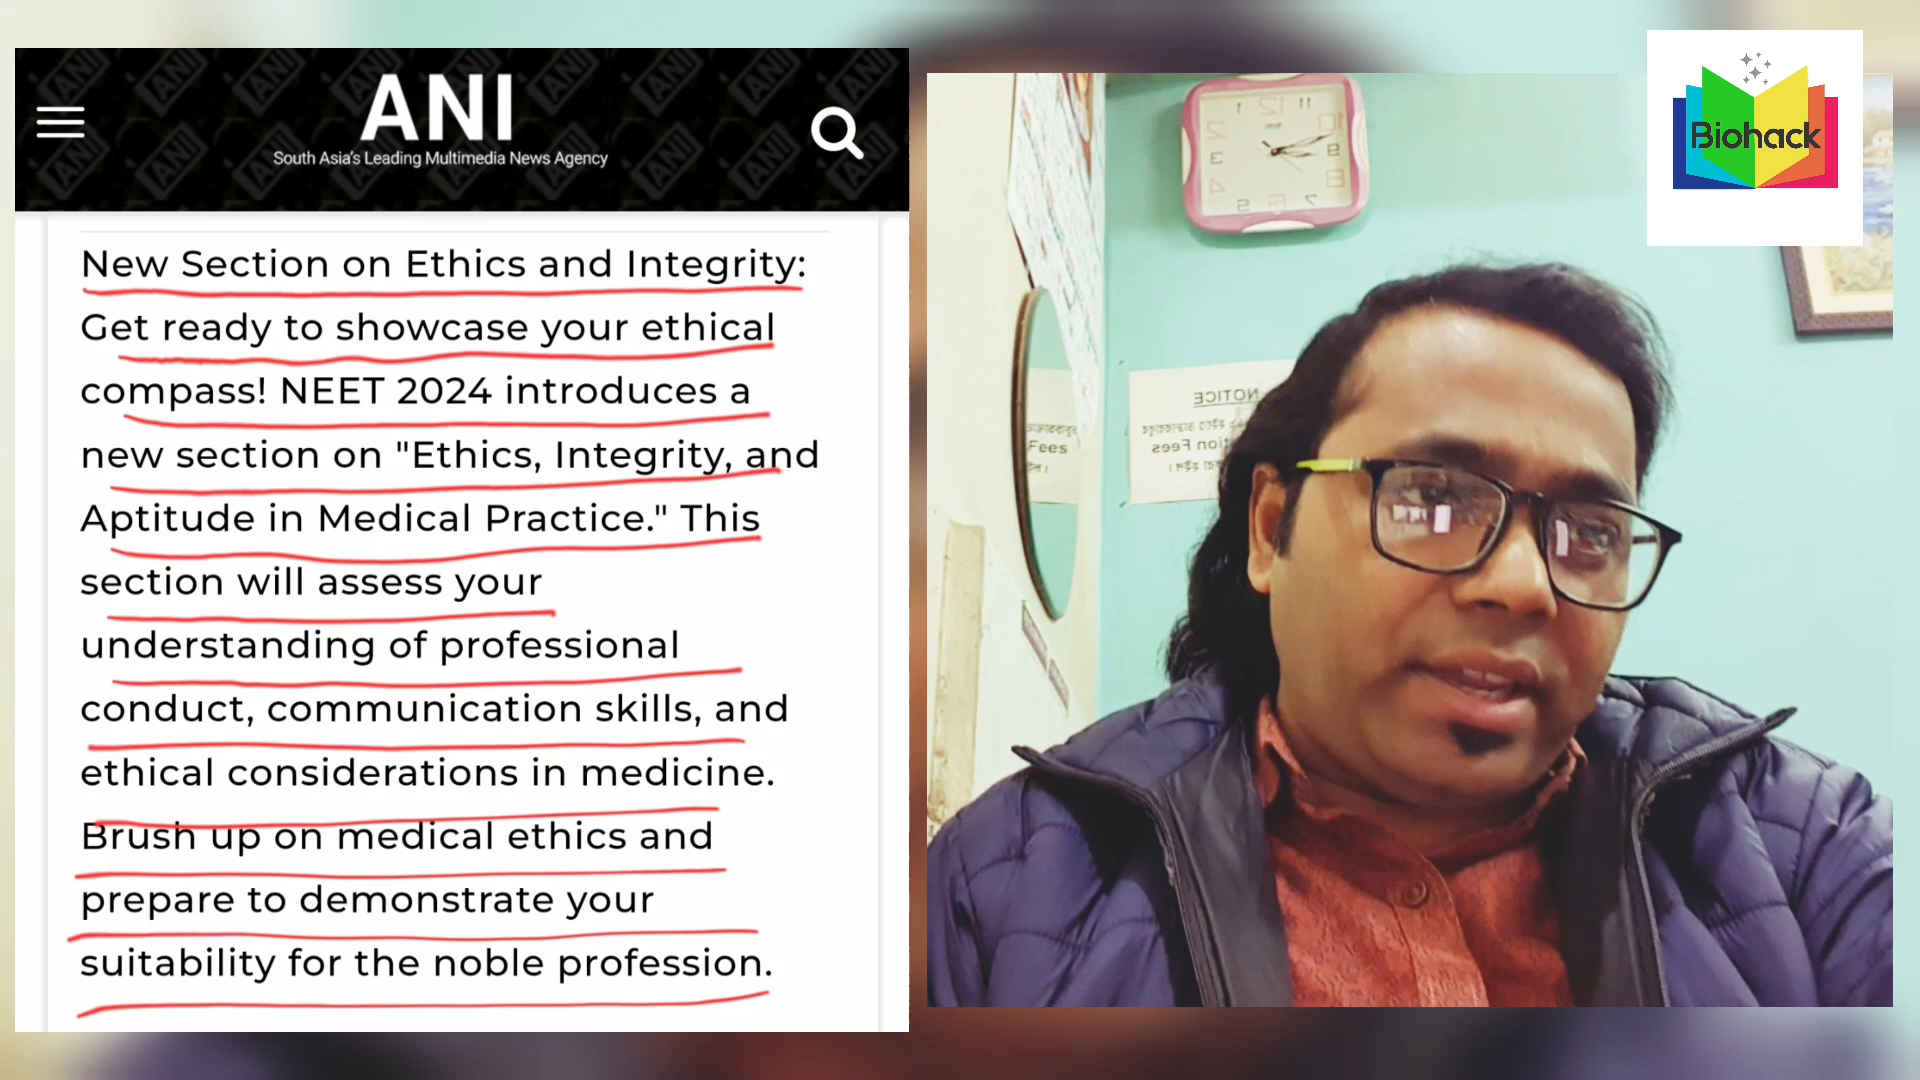 ANI
South Asia's Leading Multimedia News Agency
New Section on Ethics and Integrity:
Get ready to showcase your ethical
compass! NEET 2024 introduces a
new section on "Ethics, Integrity, and
Aptitude in Medical Practice." This
section will assess your
understanding of professional
conduct, communication skills, and
ethical considerations in medicine.
Brush up on medical ethics and
prepare to demonstrate your
suitability for the noble profession.
Biohack
NOTICE
Fees